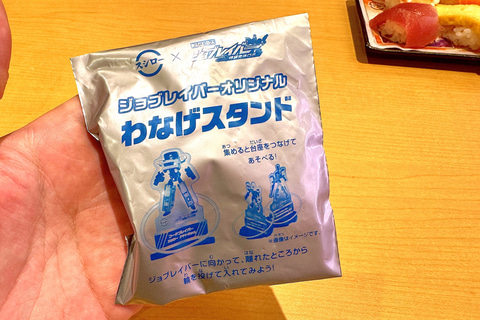 スシロー × ジョブレイバー
ジョブレイバーオリジナル
わなげスタンド
集めると台座をつなげて
あそべる!
※画像はイメージです。
ジョブレイバーに向かって、離れたところから
輪を投げて入れてみよう!